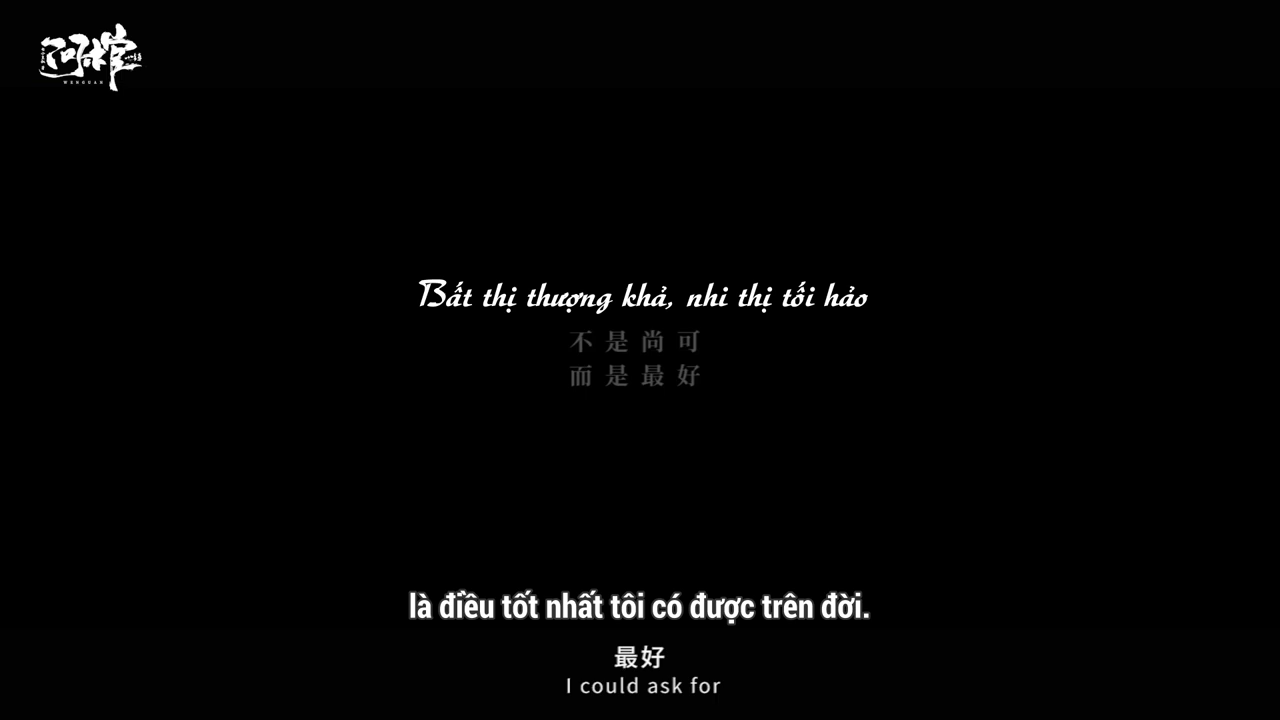 WENGUAN
Bất thị thượng khả, nhi thị tối hảo
不是尚可
而是最好
là điều tốt nhất tôi có được trên đời.
最好
I could ask for